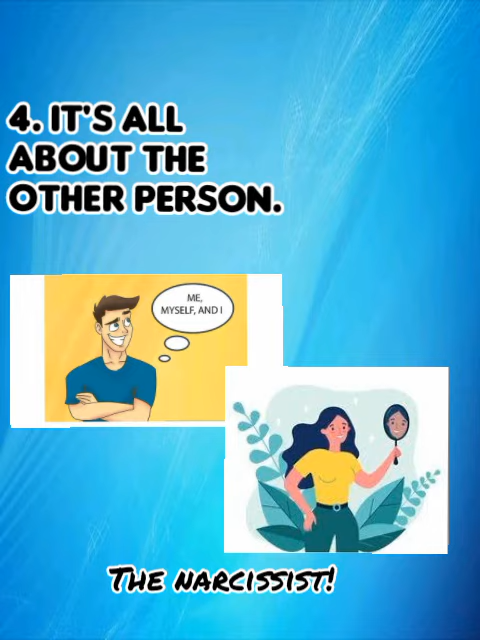 4. IT'S ALL
ABOUT THE
OTHER PERSON.
ME,
MYSELF, AND I
THE NARCISSIST!